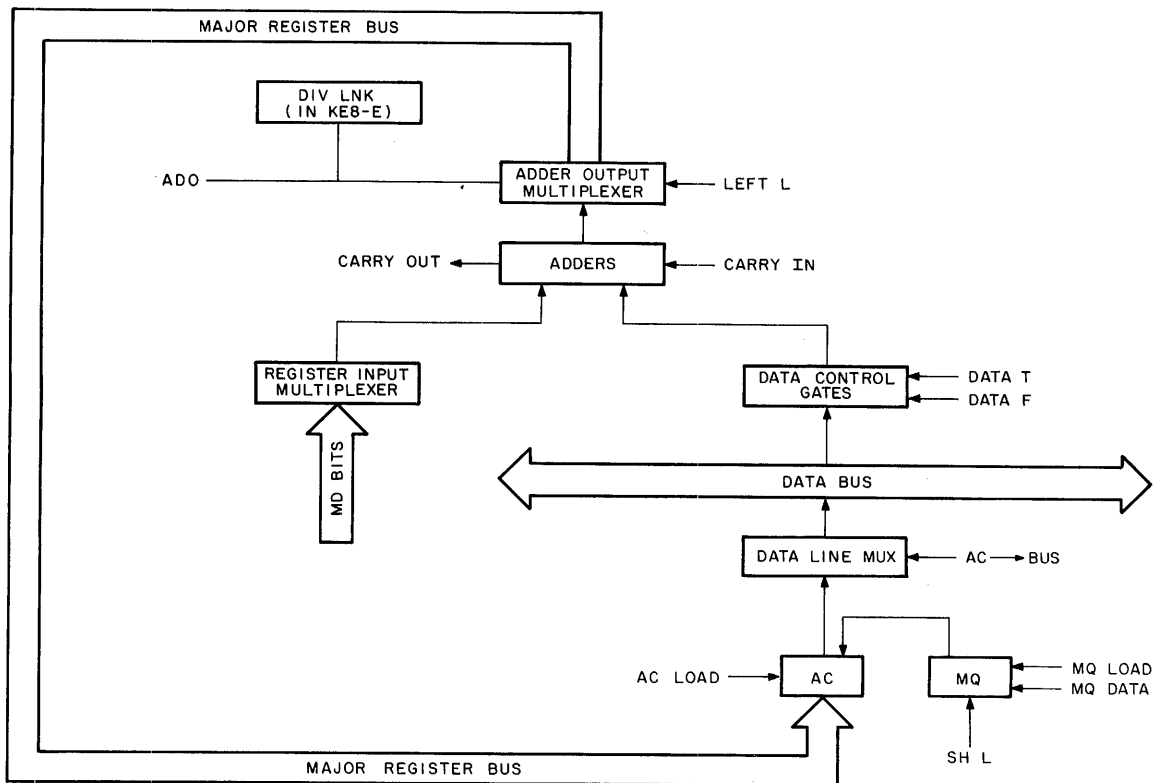 MAJOR REGISTER BUS
DIV LNK
(IN KE8-E)
ADO
ADDER OUTPUT
MULTIPLEXER
LEFT L
CARRY OUT
ADDERS
CARRY IN
REGISTER INPUT
MULTIPLEXER
DATA CONTROL
GATES
DATA T
DATA F
MD BITS
DATA BUS
DATA LINE MUX
AC → BUS
AC LOAD
AC
MQ
MQ LOAD
MQ DATA
SH L
MAJOR REGISTER BUS